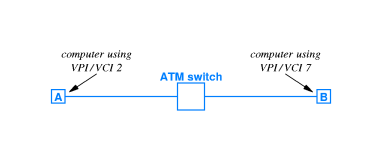 computer using
VPI/VCI 2
computer using
VPI/VCI 7
ATM switch
A
B